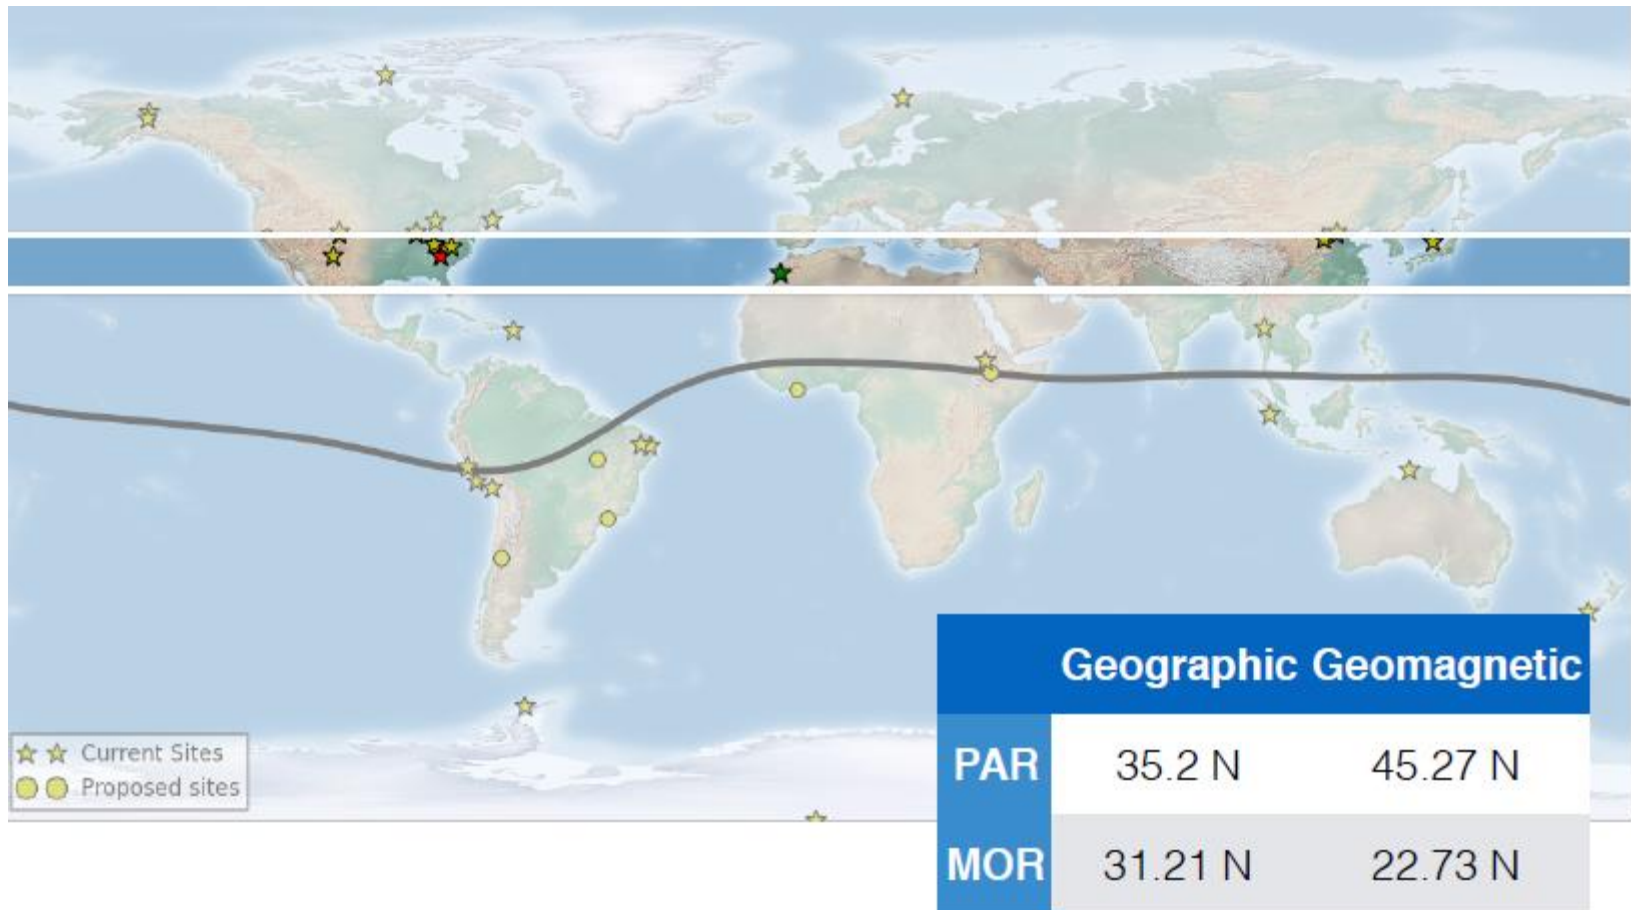 Current Sites
Proposed sites
Geographic Geomagnetic
PAR 35.2 N 45.27 N
MOR 31.21 N 22.73 N